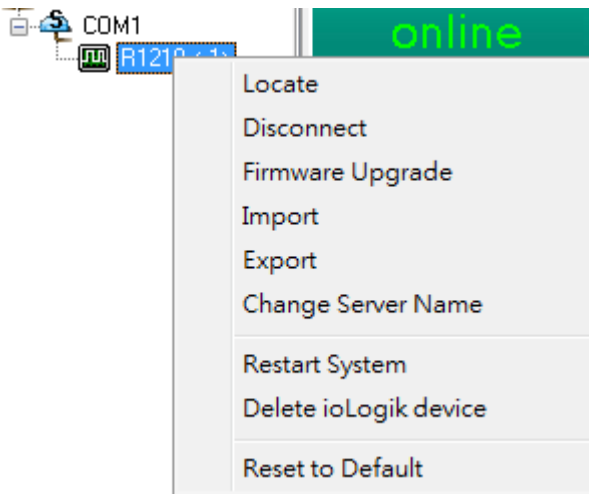 COM1
online
Locate
Disconnect
Firmware Upgrade
Import
Export
Change Server Name
Restart System
Delete ioLogik device
Reset to Default